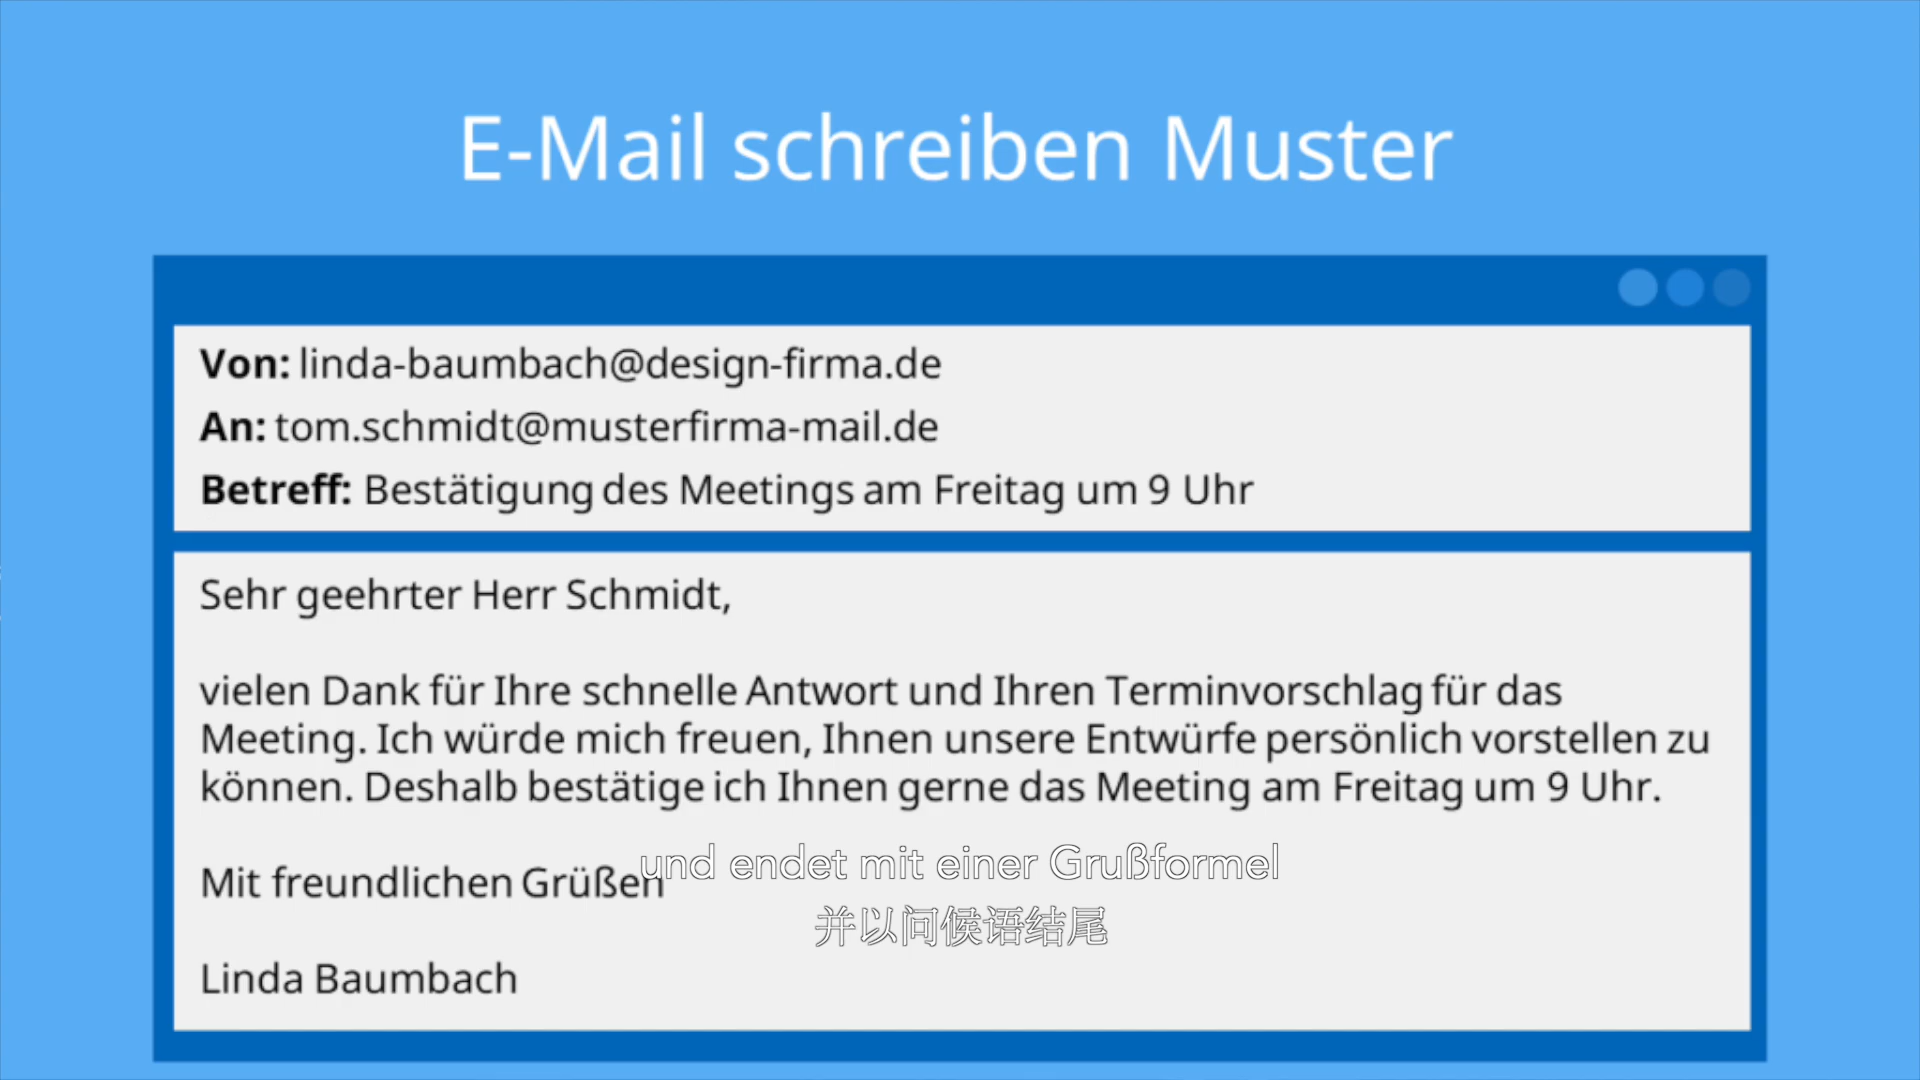 E-Mail schreiben Muster
Von: linda-baumbach@design-firma.de
An: tom.schmidt@musterfirma-mail.de
Betreff: Bestätigung des Meetings am Freitag um 9 Uhr
Sehr geehrter Herr Schmidt,
vielen Dank für Ihre schnelle Antwort und Ihren Terminvorschlag für das
Meeting. Ich würde mich freuen, Ihnen unsere Entwürfe persönlich vorstellen zu
können. Deshalb bestätige ich Ihnen gerne das Meeting am Freitag um 9 Uhr.
Mit freundlichen Grüßen
Linda Baumbach
und endet mit einer Grußformel
并以问候语结尾